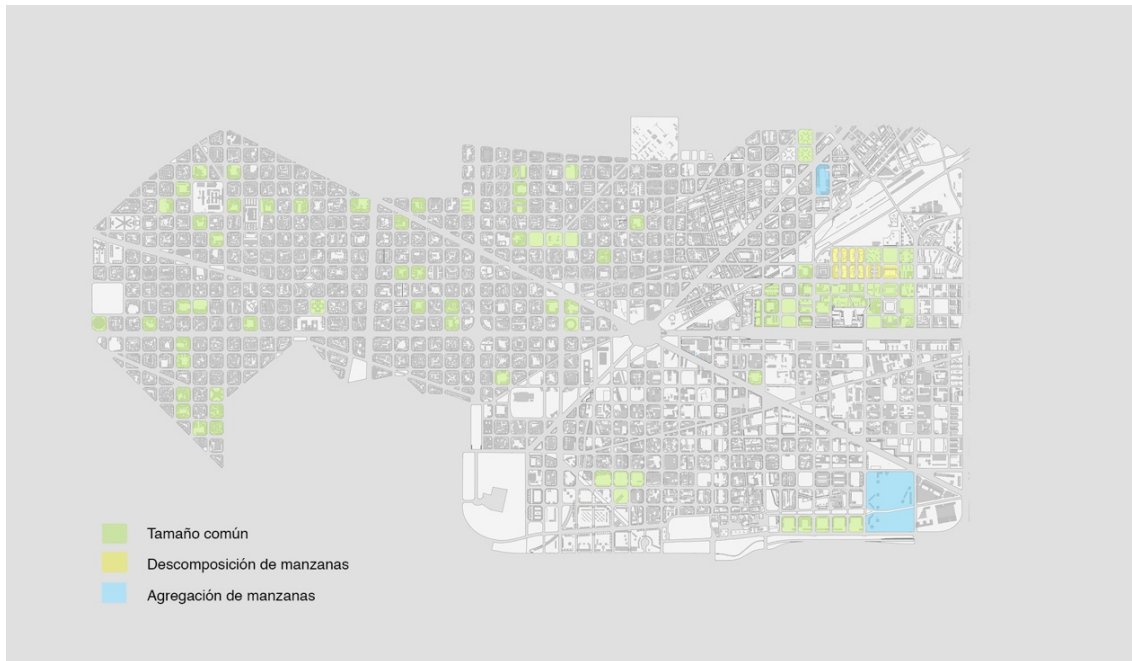 Tamaño común
Descomposición de manzanas
Agregación de manzanas